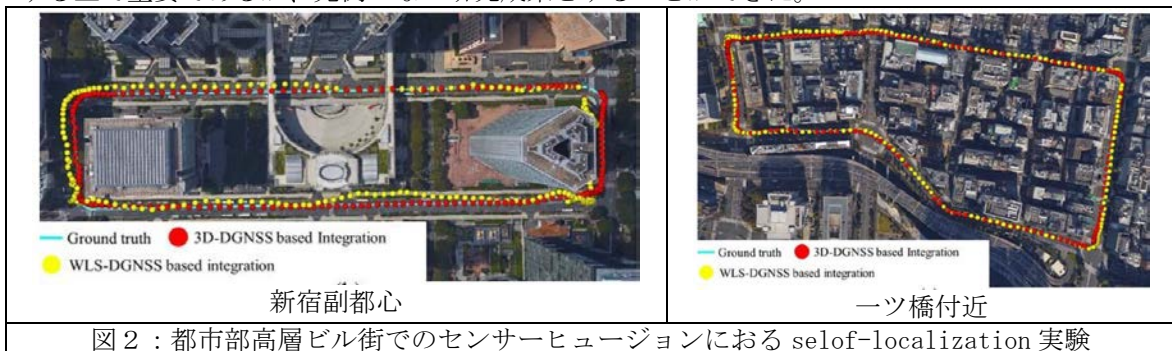 Ground truth 3D-DGNSS based Integration
WLS-DGNSS based integration
新宿副都心
Ground truth 3D-DGNSS based Integration
WLS-DGNSS based integration
一ツ橋付近
図2:都市部高層ビル街でのセンサーヒュージョンにおる selof-localization 実験